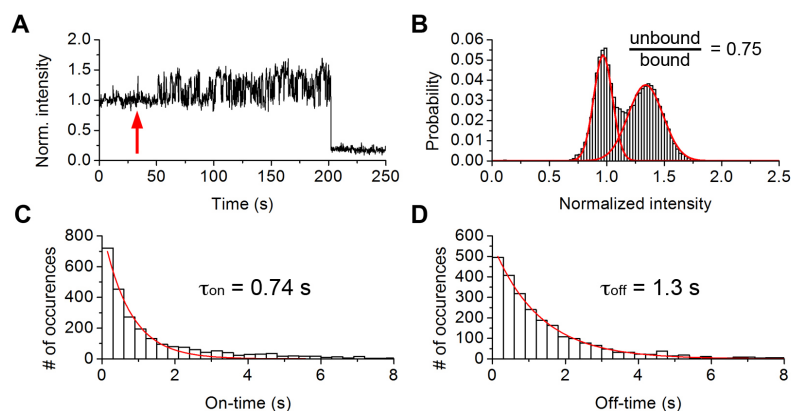 A
Norm. intensity
2.0
1.5
1.0
0.5
0.0
0 50 100 150 200 250
Time (s)
B
Probability
0.06
0.05
0.04
0.03
0.02
0.01
0.00
unbound
bound
= 0.75
0.0 0.5 1.0 1.5 2.0 2.5
Normalized intensity
C
# of occurences
800
600
400
200
0
τon = 0.74 s
0 2 4 6 8
On-time (s)
D
# of occurences
600
500
400
300
200
100
0
τoff = 1.3 s
0 2 4 6 8
Off-time (s)